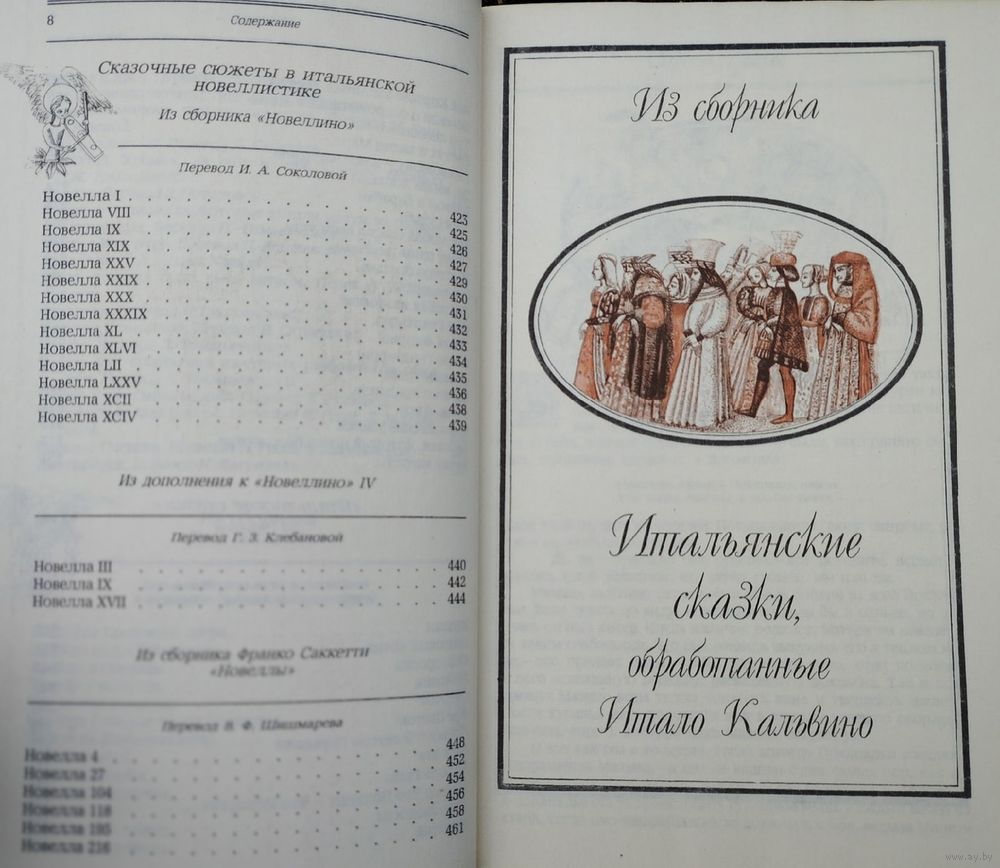 8
Содержание
Сказочные сюжеты в итальянской
новеллистике
Из сборника «Новеллино»
Перевод И. А. Соколовой
Новелла I . . . . . . . . . . . . . . . 423
Новелла VIII . . . . . . . . . . . . . . . 425
Новелла IX . . . . . . . . . . . . . . . 426
Новелла XIX . . . . . . . . . . . . . . . 427
Новелла XXV . . . . . . . . . . . . . . . 429
Новелла XXIX . . . . . . . . . . . . . . . 430
Новелла XXX . . . . . . . . . . . . . . . 431
Новелла XXXIX . . . . . . . . . . . . . . . 432
Новелла XL . . . . . . . . . . . . . . . 433
Новелла XLVI . . . . . . . . . . . . . . . 434
Новелла LII . . . . . . . . . . . . . . . 435
Новелла LXXV . . . . . . . . . . . . . . . 436
Новелла XCII . . . . . . . . . . . . . . . 438
Новелла XCIV . . . . . . . . . . . . . . . 439
Из дополнения к «Новеллино» IV
Перевод Г. З. Клебановой
Новелла III . . . . . . . . . . . . . . . 440
Новелла IX . . . . . . . . . . . . . . . 442
Новелла XVII . . . . . . . . . . . . . . . 444
Из сборника Франко Саккетти
«Новеллы»
Перевод В. Ф. Шишмарева
Новелла 4 . . . . . . . . . . . . . . . 448
Новелла 27 . . . . . . . . . . . . . . . 452
Новелла 104 . . . . . . . . . . . . . . . 454
Новелла 118 . . . . . . . . . . . . . . . 456
Новелла 195 . . . . . . . . . . . . . . . 458
Новелла 216 . . . . . . . . . . . . . . . 461
Из сборника
Итальянские
сказки,
обработанные
Итало Кальвино
www.ay.by